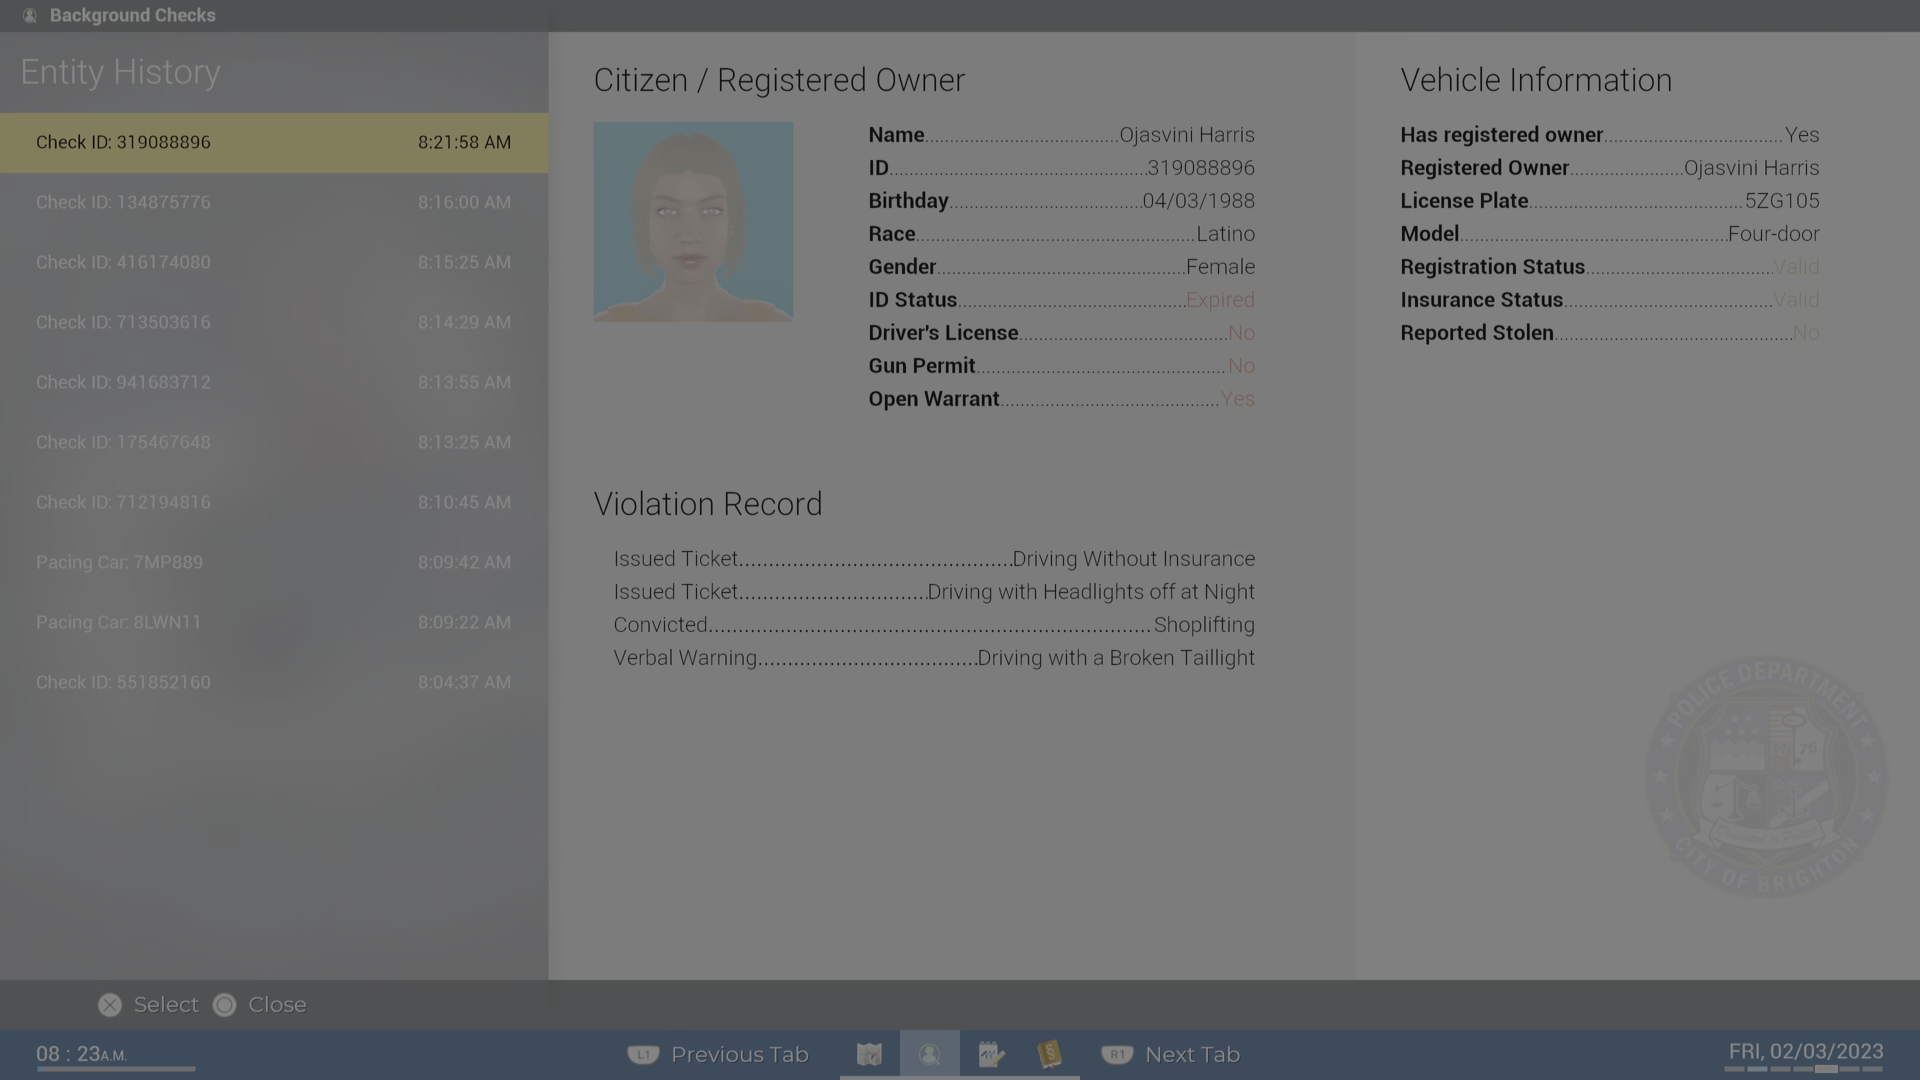 Background Checks
Entity History
Check ID: 319088896 8:21:58 AM
Check ID: 134875776 8:16:00 AM
Check ID: 416174080 8:15:25 AM
Check ID: 713503616 8:14:29 AM
Check ID: 941683712 8:13:55 AM
Check ID: 175467648 8:13:25 AM
Check ID: 712194816 8:10:45 AM
Pacing Car: 7MP889 8:09:42 AM
Pacing Car: 8LWN11 8:09:22 AM
Check ID: 551852160 8:04:37 AM
Citizen / Registered Owner
Name Ojasvini Harris
ID 319088896
Birthday 04/03/1988
Race Latino
Gender Female
ID Status Expired
Driver's License No
Gun Permit No
Open Warrant Yes
Violation Record
Issued Ticket Driving Without Insurance
Issued Ticket Driving with Headlights off at Night
Convicted Shoplifting
Verbal Warning Driving with a Broken Taillight
Vehicle Information
Has registered owner Yes
Registered Owner Ojasvini Harris
License Plate 5ZG105
Model Four-door
Registration Status Valid
Insurance Status Valid
Reported Stolen No
POLICE DEPARTMENT
17 76
CITY OF BRIGHTON
Select Close
08 : 23 A.M.
L1 Previous Tab
R1 Next Tab
FRI, 02/03/2023